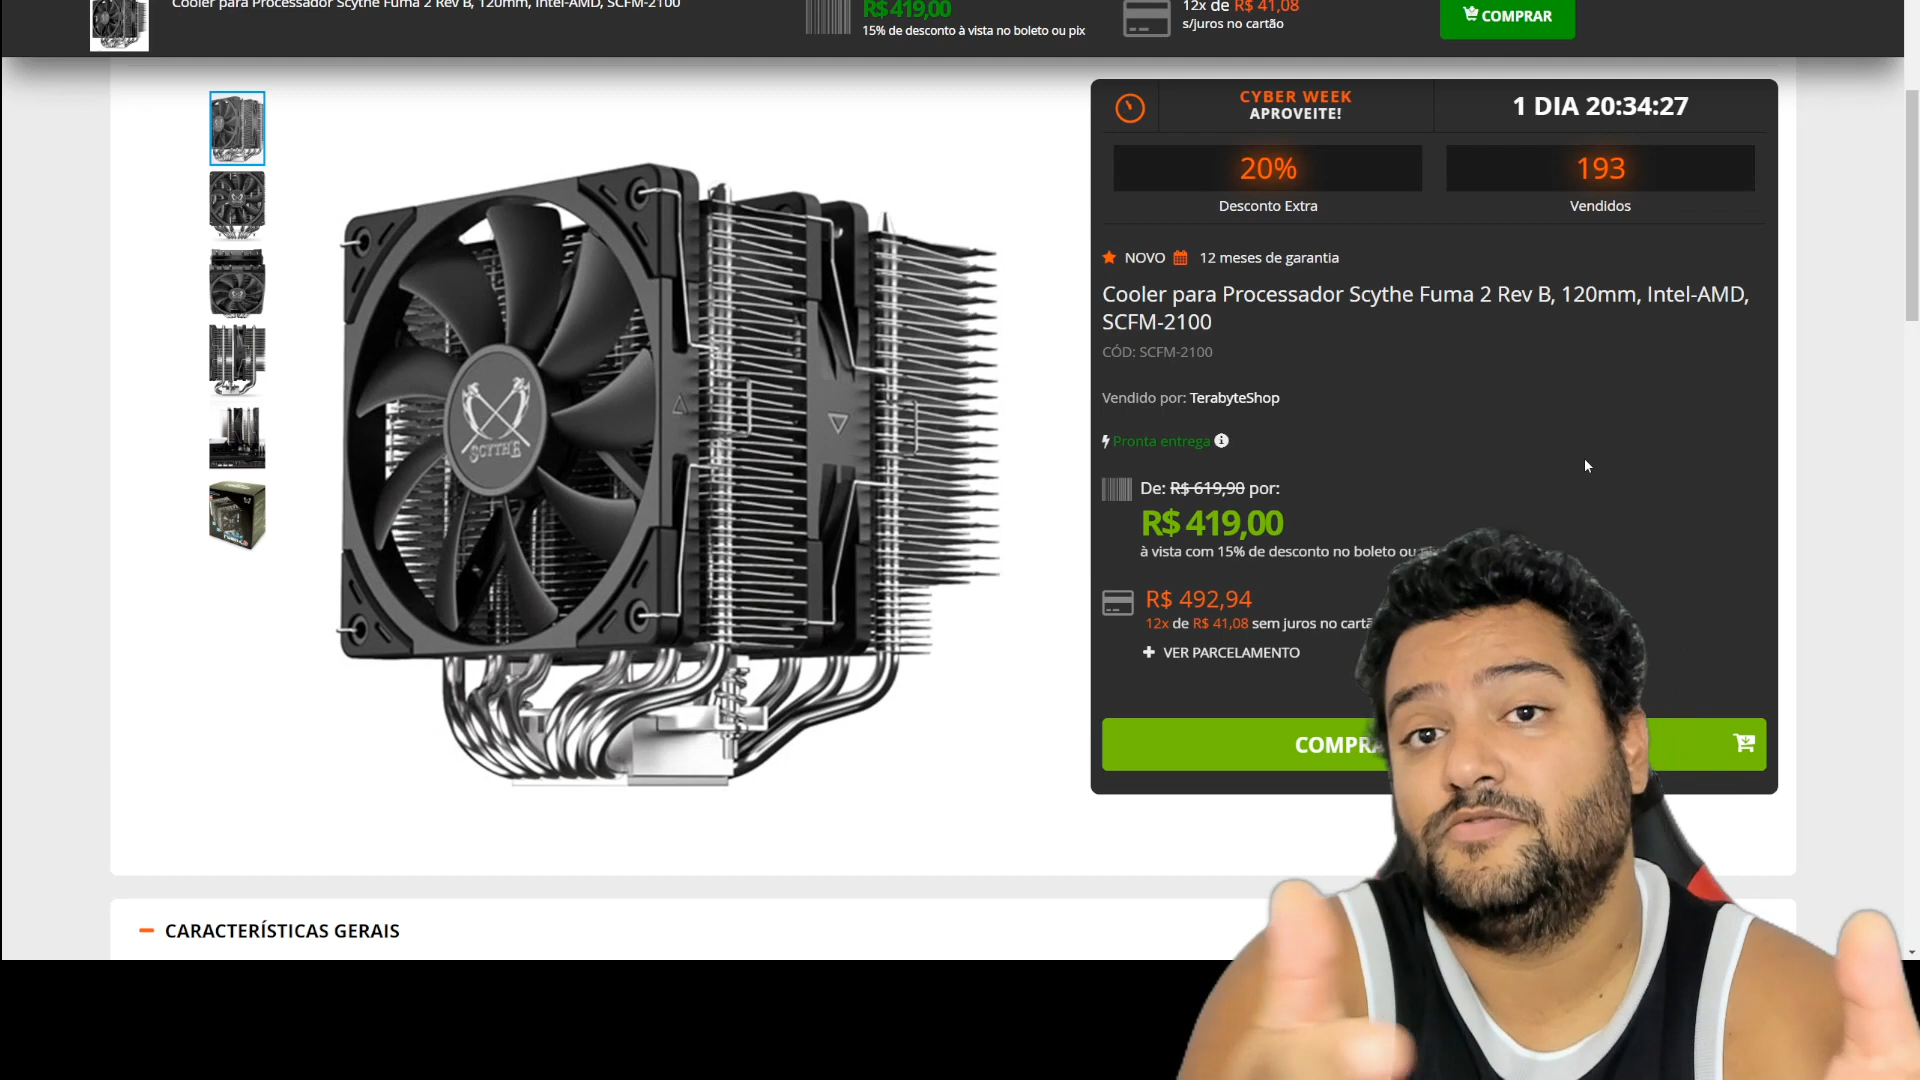 Cooler para Processador Scythe Fuma 2 Rev B, 120mm, Intel-AMD, SCFM-2100
R$ 419,00
15% de desconto à vista no boleto ou pix
12x de R$ 41,08
s/juros no cartão
COMPRAR
CYBER WEEK
APROVEITE!
1 DIA 20:34:27
20%
Desconto Extra
193
Vendidos
NOVO 12 meses de garantia
Cooler para Processador Scythe Fuma 2 Rev B, 120mm, Intel-AMD,
SCFM-2100
CÓD: SCFM-2100
Vendido por: TerabyteShop
Pronta entrega
De: R$ 619,90 por:
R$ 419,00
à vista com 15% de desconto no boleto ou
R$ 492,94
12x de R$ 41,08 sem juros no cartã
+ VER PARCELAMENTO
COMPRA
SCYTHE
CARACTERÍSTICAS GERAIS